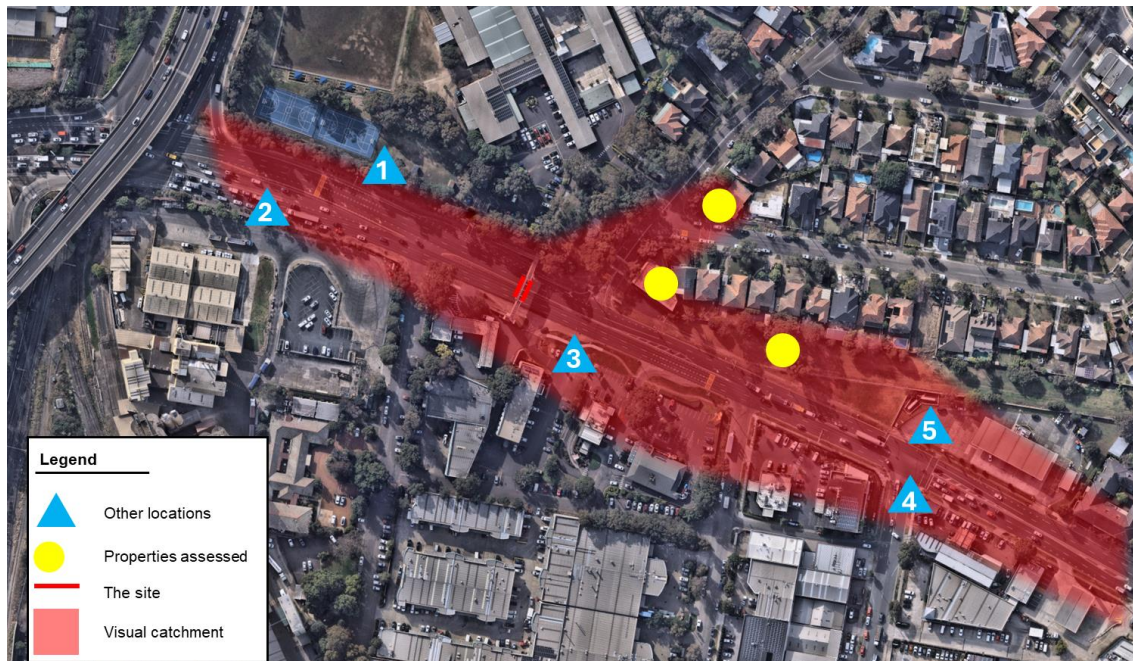 1
2
3
5
4
Legend
Other locations
Properties assessed
The site
Visual catchment